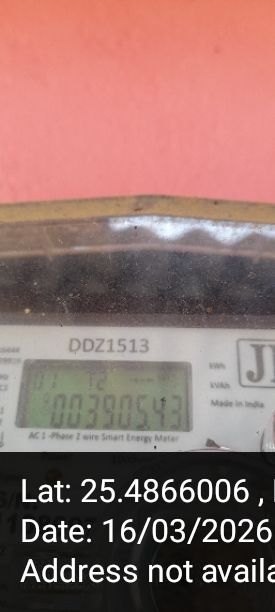 DDZ1513
kWh
kVAh
Made in India
00390543
AC 1-Phase 2 wire Smart Energy Meter
Lat: 25.4866006 ,
Date: 16/03/2026
Address not availa